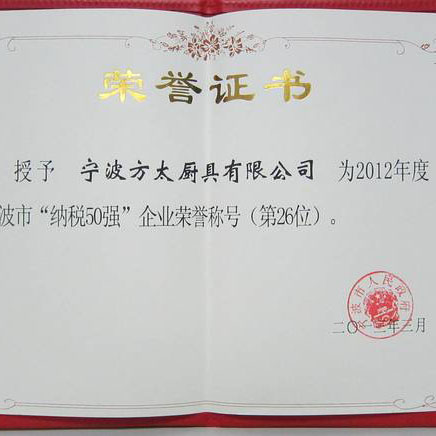 荣誉证书
授予 宁波方太厨具有限公司 为2012年度
波市“纳税50强”企业荣誉称号（第26位）。
波市人民政府
二〇一三年三月